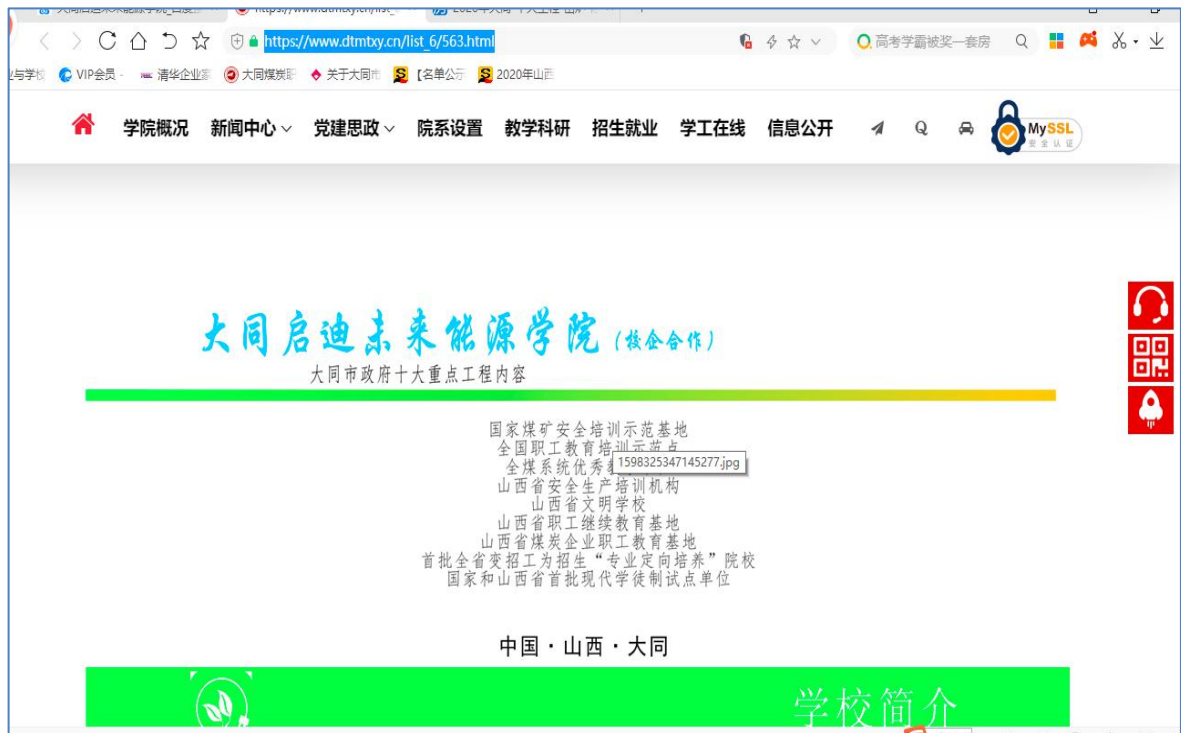 https://www.dtmtxy.cn/list_6/563.html
高考学霸被奖一套房
VIP会员
清华企业家
大同煤炭职
关于大同市
【名单公示
2020年山西
学院概况 新闻中心 党建思政 院系设置 教学科研 招生就业 学工在线 信息公开
MySSL
安全认证
大同启迪未来能源学院(校企合作)
大同市政府十大重点工程内容
国家煤矿安全培训示范基地
全国职工教育培训示范点
全煤系统优秀
1598325347145277.jpg
山西省安全生产培训机构
山西省文明学校
山西省职工继续教育基地
山西省煤炭企业职工教育基地
首批全省变招工为招生“专业定向培养”院校
国家和山西省首批现代学徒制试点单位
中国·山西·大同
学校简介